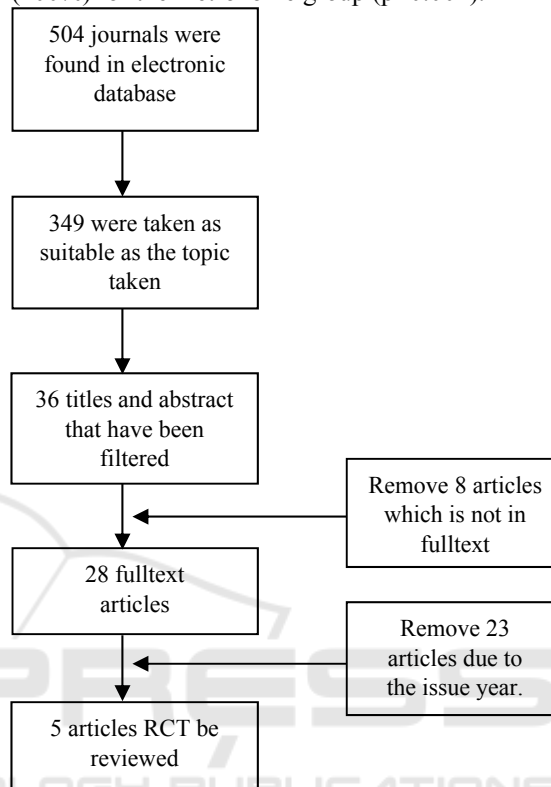 504 journals were
found in electronic
database
349 were taken as
suitable as the topic
taken
36 titles and abstract
that have been
filtered
Remove 8 articles
which is not in
fulltext
28 fulltext
articles
Remove 23
articles due to
the issue year.
5 articles RCT be
reviewed